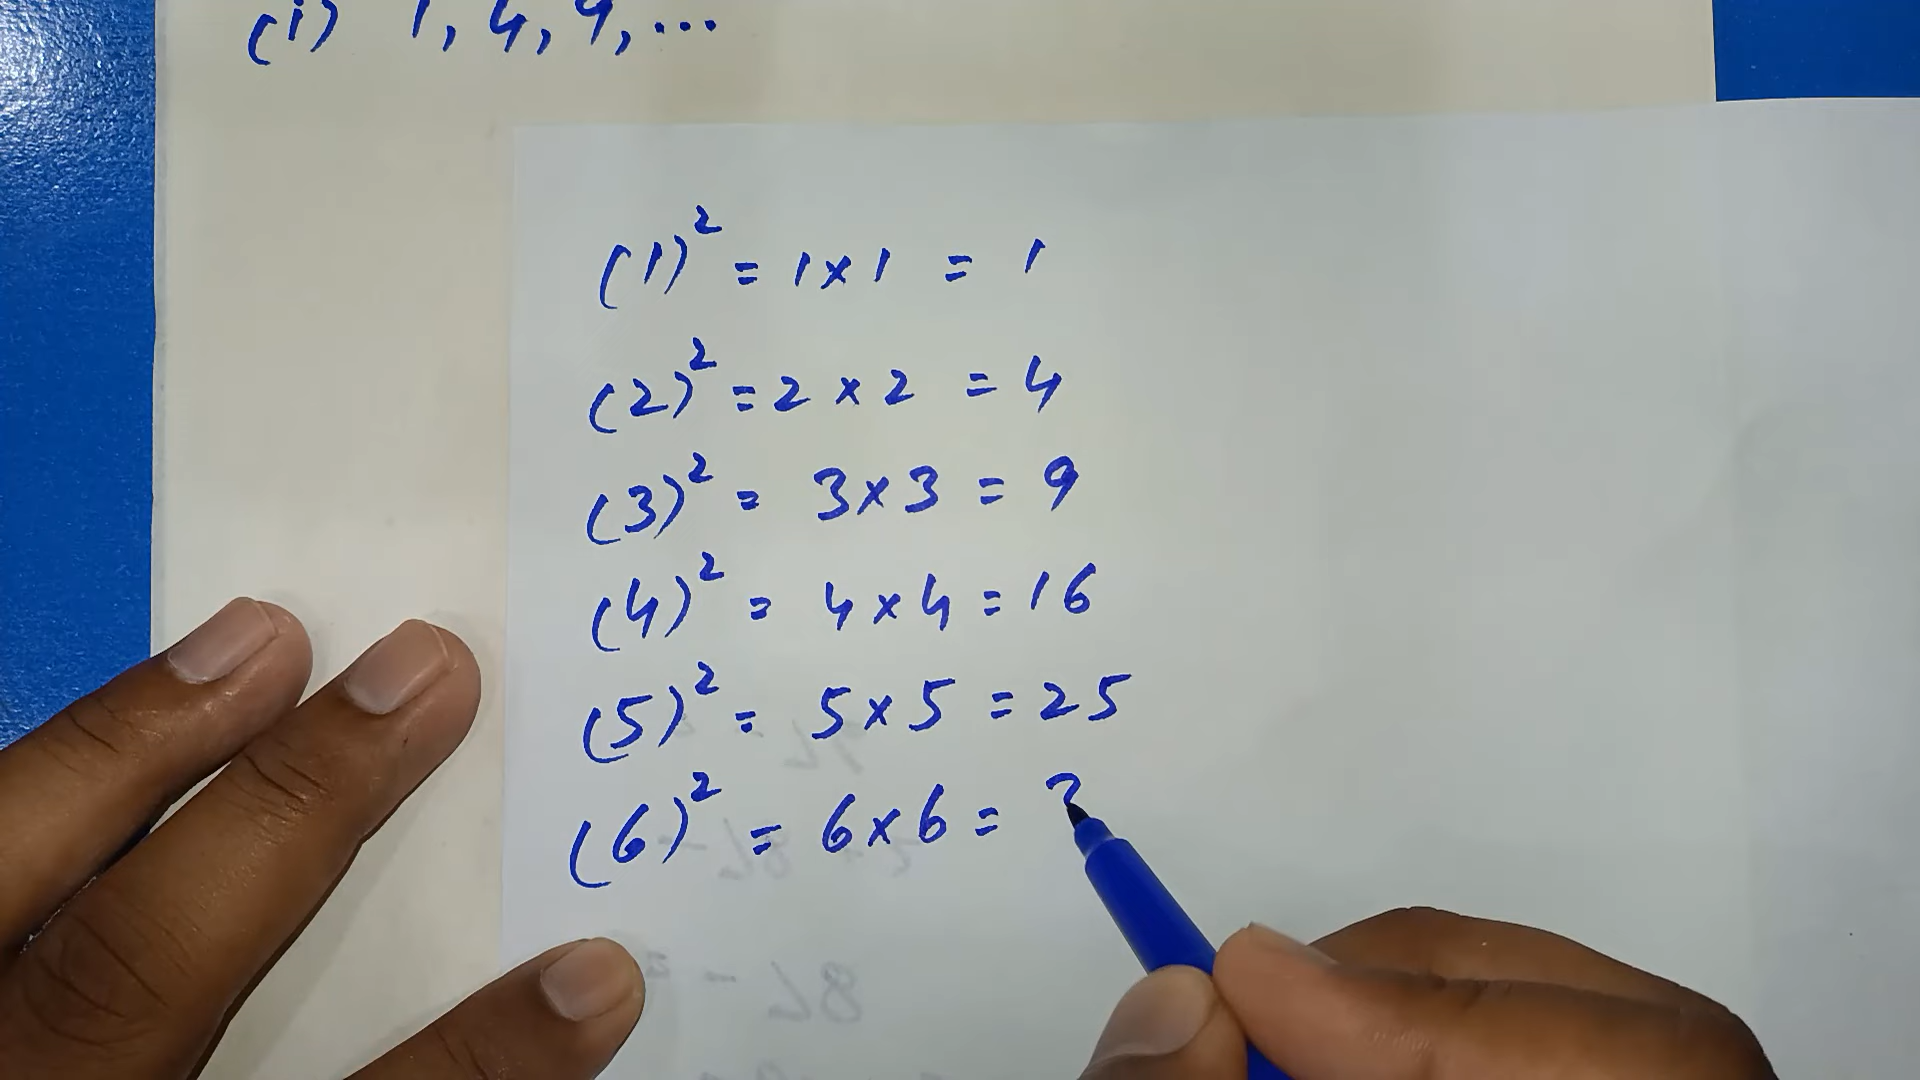 (i) 1, 4, 9, ...
(1)² = 1×1 = 1
(2)² = 2 × 2 = 4
(3)² = 3×3 = 9
(4)² = 4×4 = 16
(5)² = 5×5 = 25
(6)² = 6×6 = 3